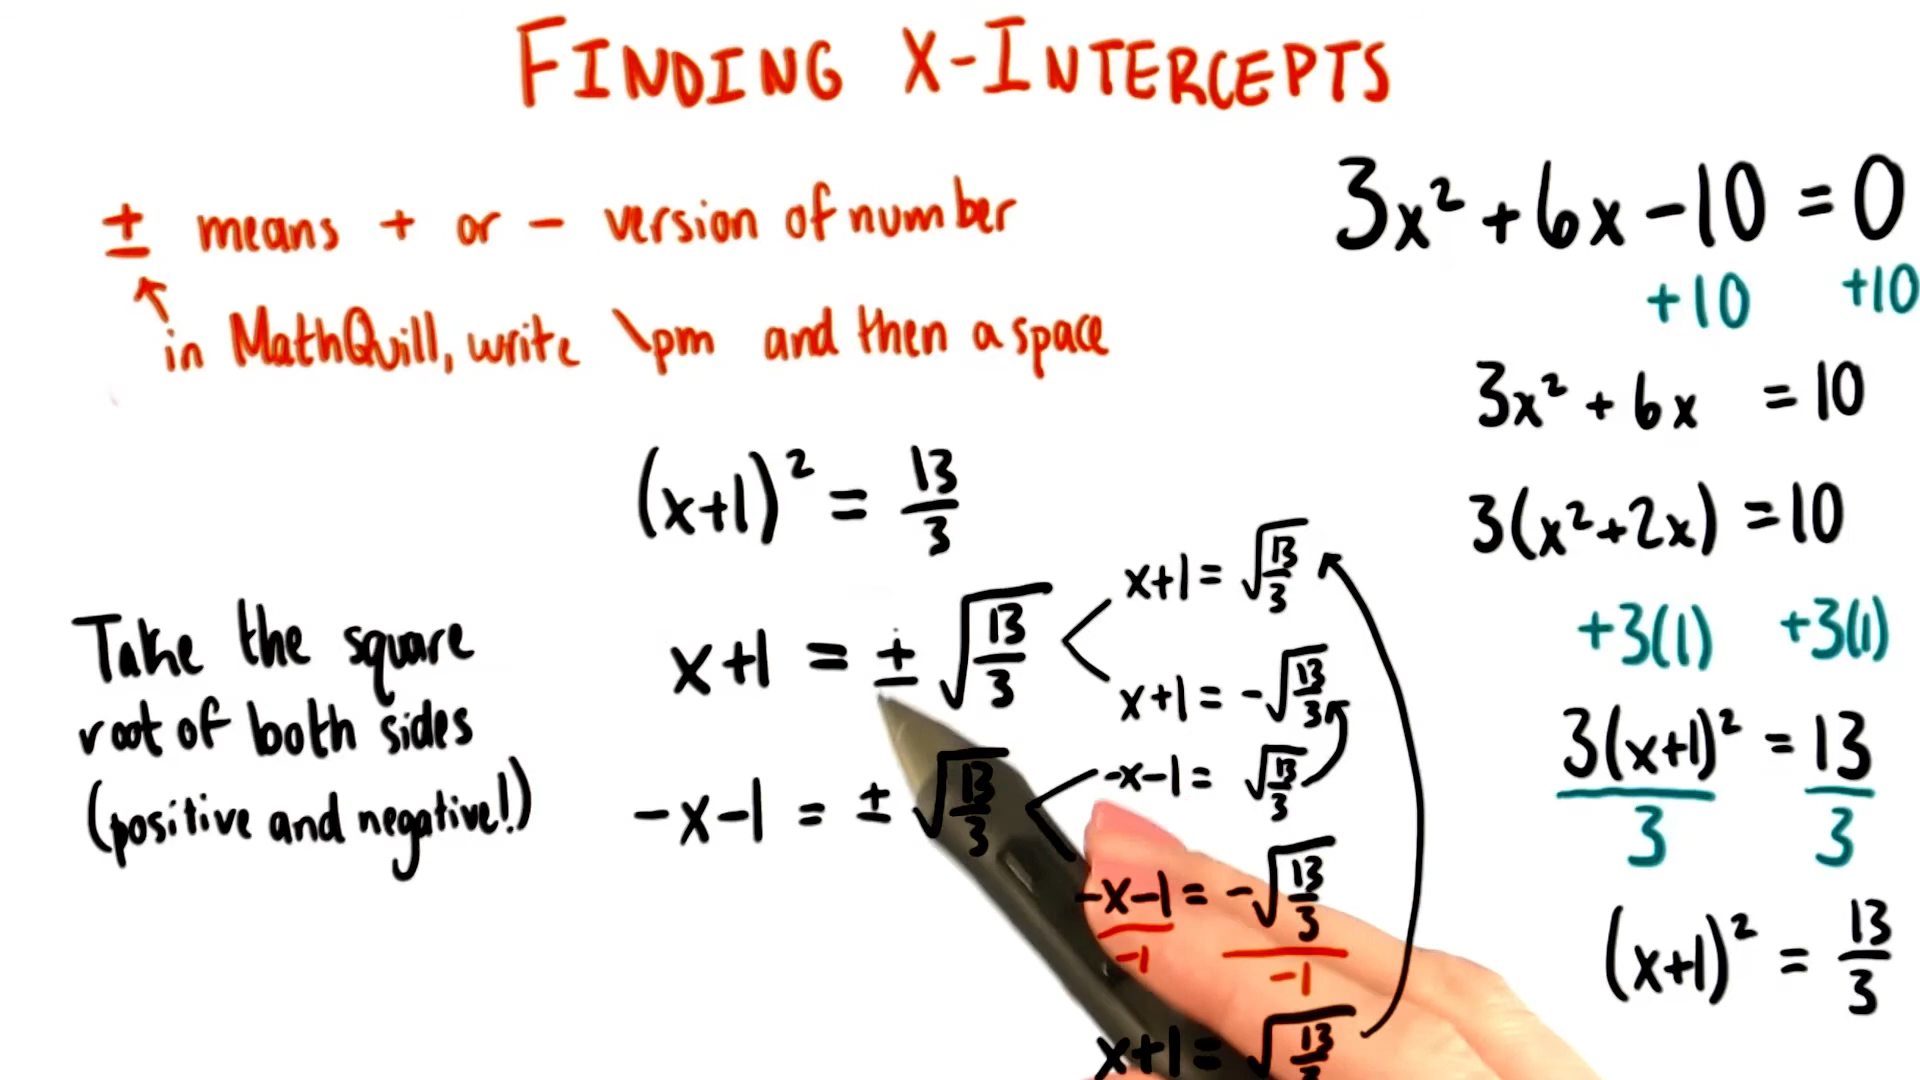 FINDING X-INTERCEPTS
± means + or - version of number
in MathQuill, write \pm and then a space
(x+1)² = 13/3
Take the square
root of both sides
(positive and negative!)
x+1 = ± √(13/3)
-x-1 = ± √(13/3)
x+1 = √(13/3)
x+1 = -√(13/3)
-x-1 = √(13/3)
-x-1 = -√(13/3)
-1 -1
x+1 = √(13/3)
3x² + 6x - 10 = 0
+10 +10
3x² + 6x = 10
3(x²+2x) = 10
+3(1) +3(1)
3(x+1)² = 13
3 3
(x+1)² = 13/3